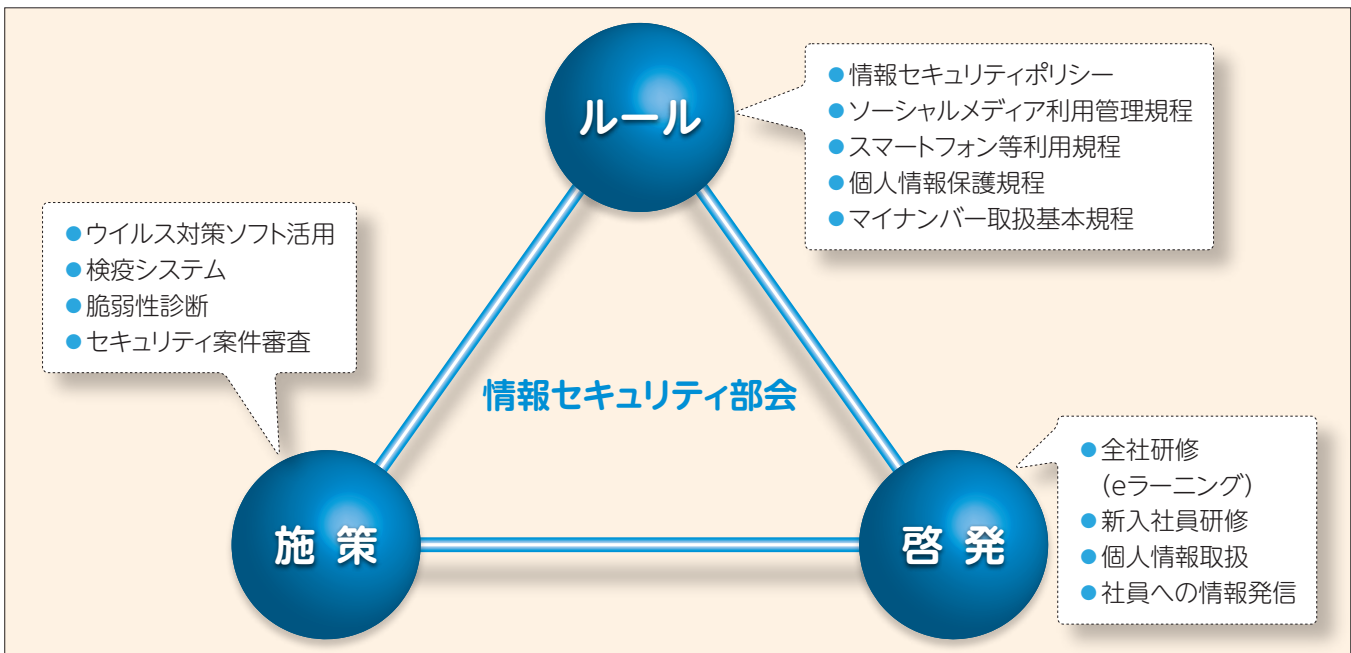 ルール
●情報セキュリティポリシー
●ソーシャルメディア利用管理規程
●スマートフォン等利用規程
●個人情報保護規程
●マイナンバー取扱基本規程
●ウイルス対策ソフト活用
●検疫システム
●脆弱性診断
●セキュリティ案件審査
情報セキュリティ部会
施策
啓発
●全社研修
(eラーニング)
●新入社員研修
●個人情報取扱
●社員への情報発信